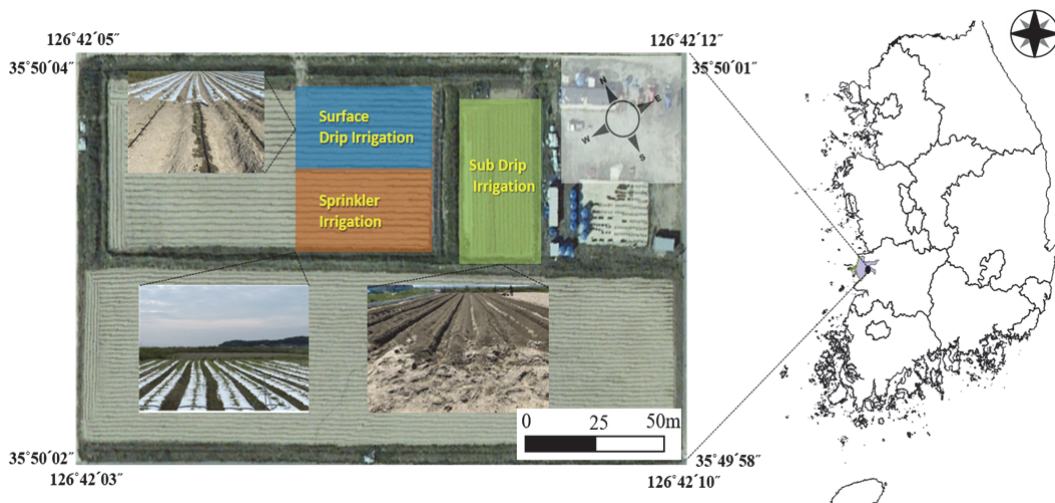 126°42´05˝
126°42´12˝
35°50´04˝
35°50´01˝
Surface
Drip Irrigation
Sub Drip
Irrigation
Sprinkler
Irrigation
N
E
W
S
0 25 50m
35°50´02˝
35°49´58˝
126°42´03˝
126°42´10˝